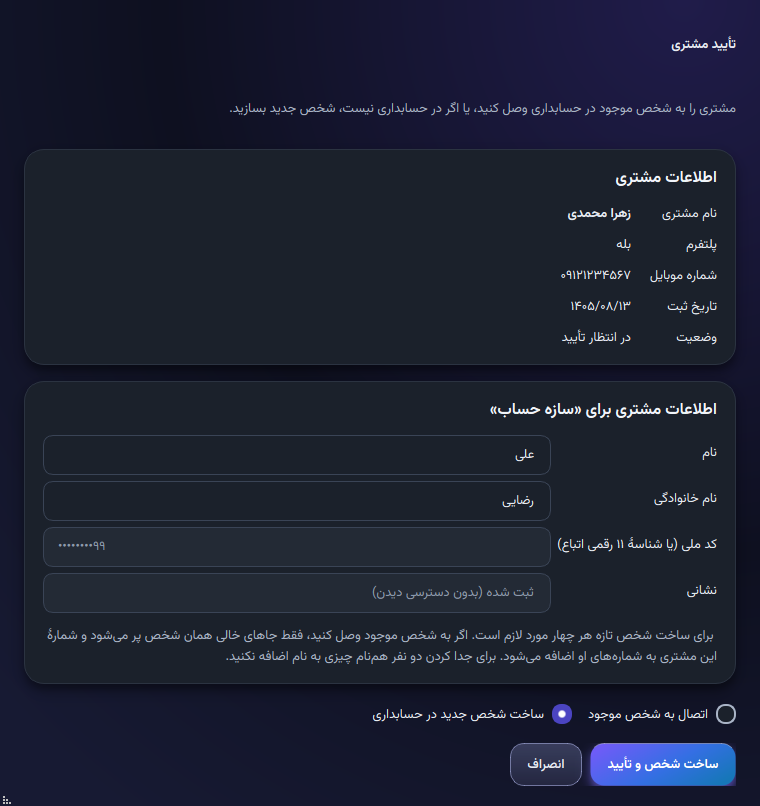 تأیید مشتری
مشتری را به شخص موجود در حسابداری وصل کنید، یا اگر در حسابداری نیست، شخص جدید بسازید.
اطلاعات مشتری
نام مشتری زهرا محمدی
پلتفرم بله
شماره موبایل ۰۹۱۲۱۲۳۴۵۶۷
تاریخ ثبت ۱۴۰۵/۰۸/۱۳
وضعیت در انتظار تأیید
اطلاعات مشتری برای «سازه حساب»
نام علی
نام خانوادگی رضایی
کد ملی (یا شناسهٔ ۱۱ رقمی اتباع) ••••••••۹۹
نشانی ثبت شده (بدون دسترسی دیدن)
برای ساخت شخص تازه هر چهار مورد لازم است. اگر به شخص موجود وصل کنید، فقط جاهای خالی همان شخص پر می‌شود و شمارهٔ
این مشتری به شماره‌های او اضافه می‌شود. برای جدا کردن دو نفر هم‌نام چیزی به نام اضافه نکنید.
اتصال به شخص موجود ساخت شخص جدید در حسابداری
ساخت شخص و تأیید انصراف